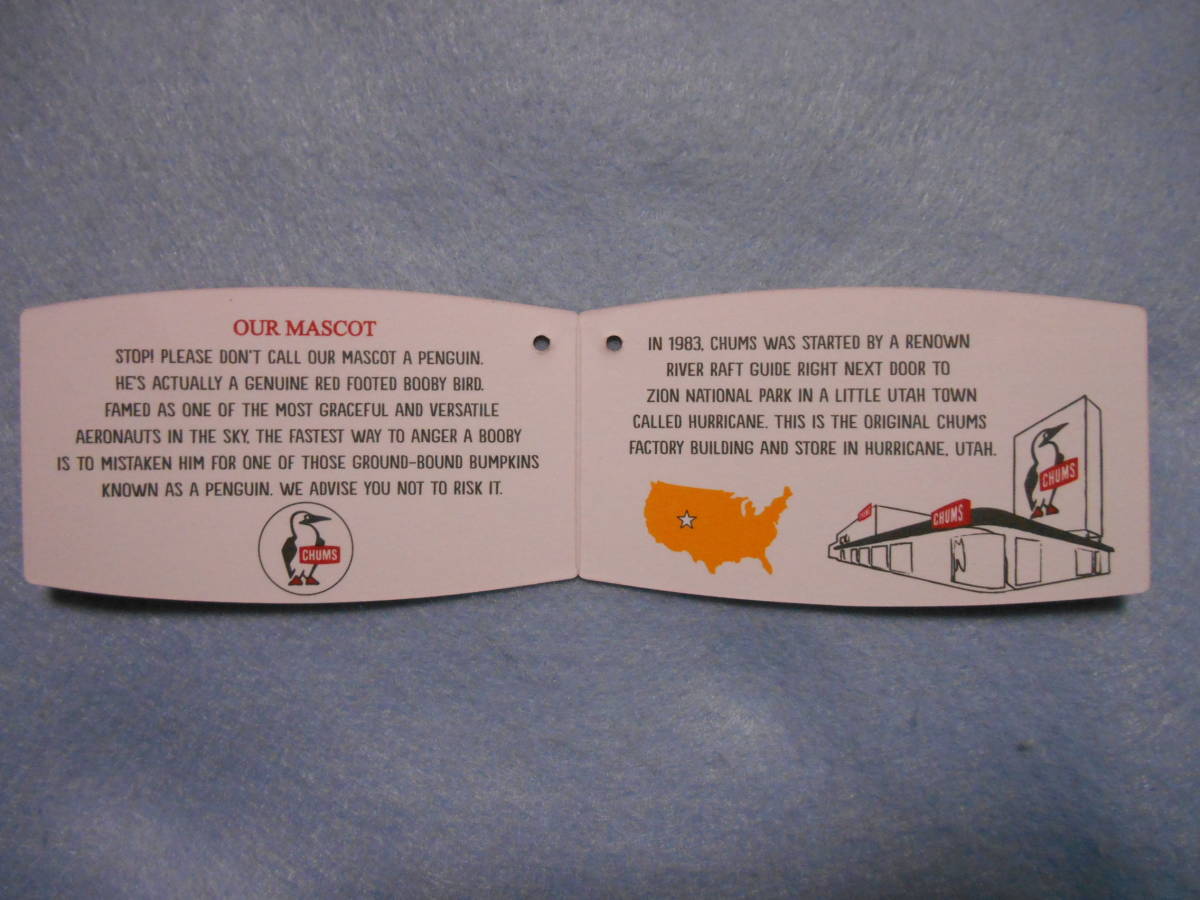 OUR MASCOT
STOP! PLEASE DON'T CALL OUR MASCOT A PENGUIN.
HE'S ACTUALLY A GENUINE RED FOOTED BOOBY BIRD.
FAMED AS ONE OF THE MOST GRACEFUL AND VERSATILE
AERONAUTS IN THE SKY, THE FASTEST WAY TO ANGER A BOOBY
IS TO MISTAKEN HIM FOR ONE OF THOSE GROUND-BOUND BUMPKINS
KNOWN AS A PENGUIN. WE ADVISE YOU NOT TO RISK IT.
CHUMS
IN 1983, CHUMS WAS STARTED BY A RENOWN
RIVER RAFT GUIDE RIGHT NEXT DOOR TO
ZION NATIONAL PARK IN A LITTLE UTAH TOWN
CALLED HURRICANE. THIS IS THE ORIGINAL CHUMS
FACTORY BUILDING AND STORE IN HURRICANE, UTAH.
CHUMS
CHUMS
CHUMS